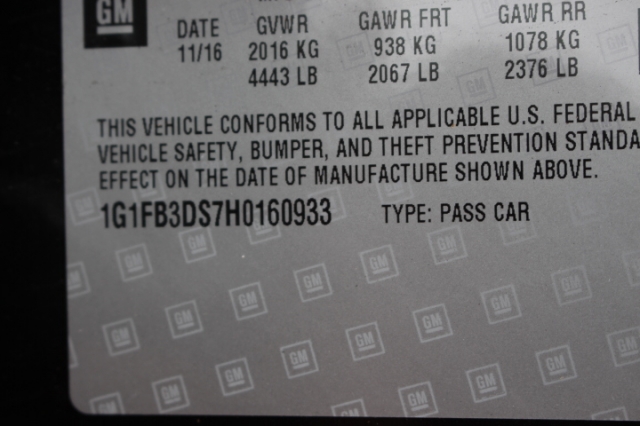 GM
DATE GVWR GAWR FRT GAWR RR
11/16 2016 KG 938 KG 1078 KG
4443 LB 2067 LB 2376 LB
THIS VEHICLE CONFORMS TO ALL APPLICABLE U.S. FEDERAL
VEHICLE SAFETY, BUMPER, AND THEFT PREVENTION STANDA
EFFECT ON THE DATE OF MANUFACTURE SHOWN ABOVE.
1G1FB3DS7H0160933 TYPE: PASS CAR